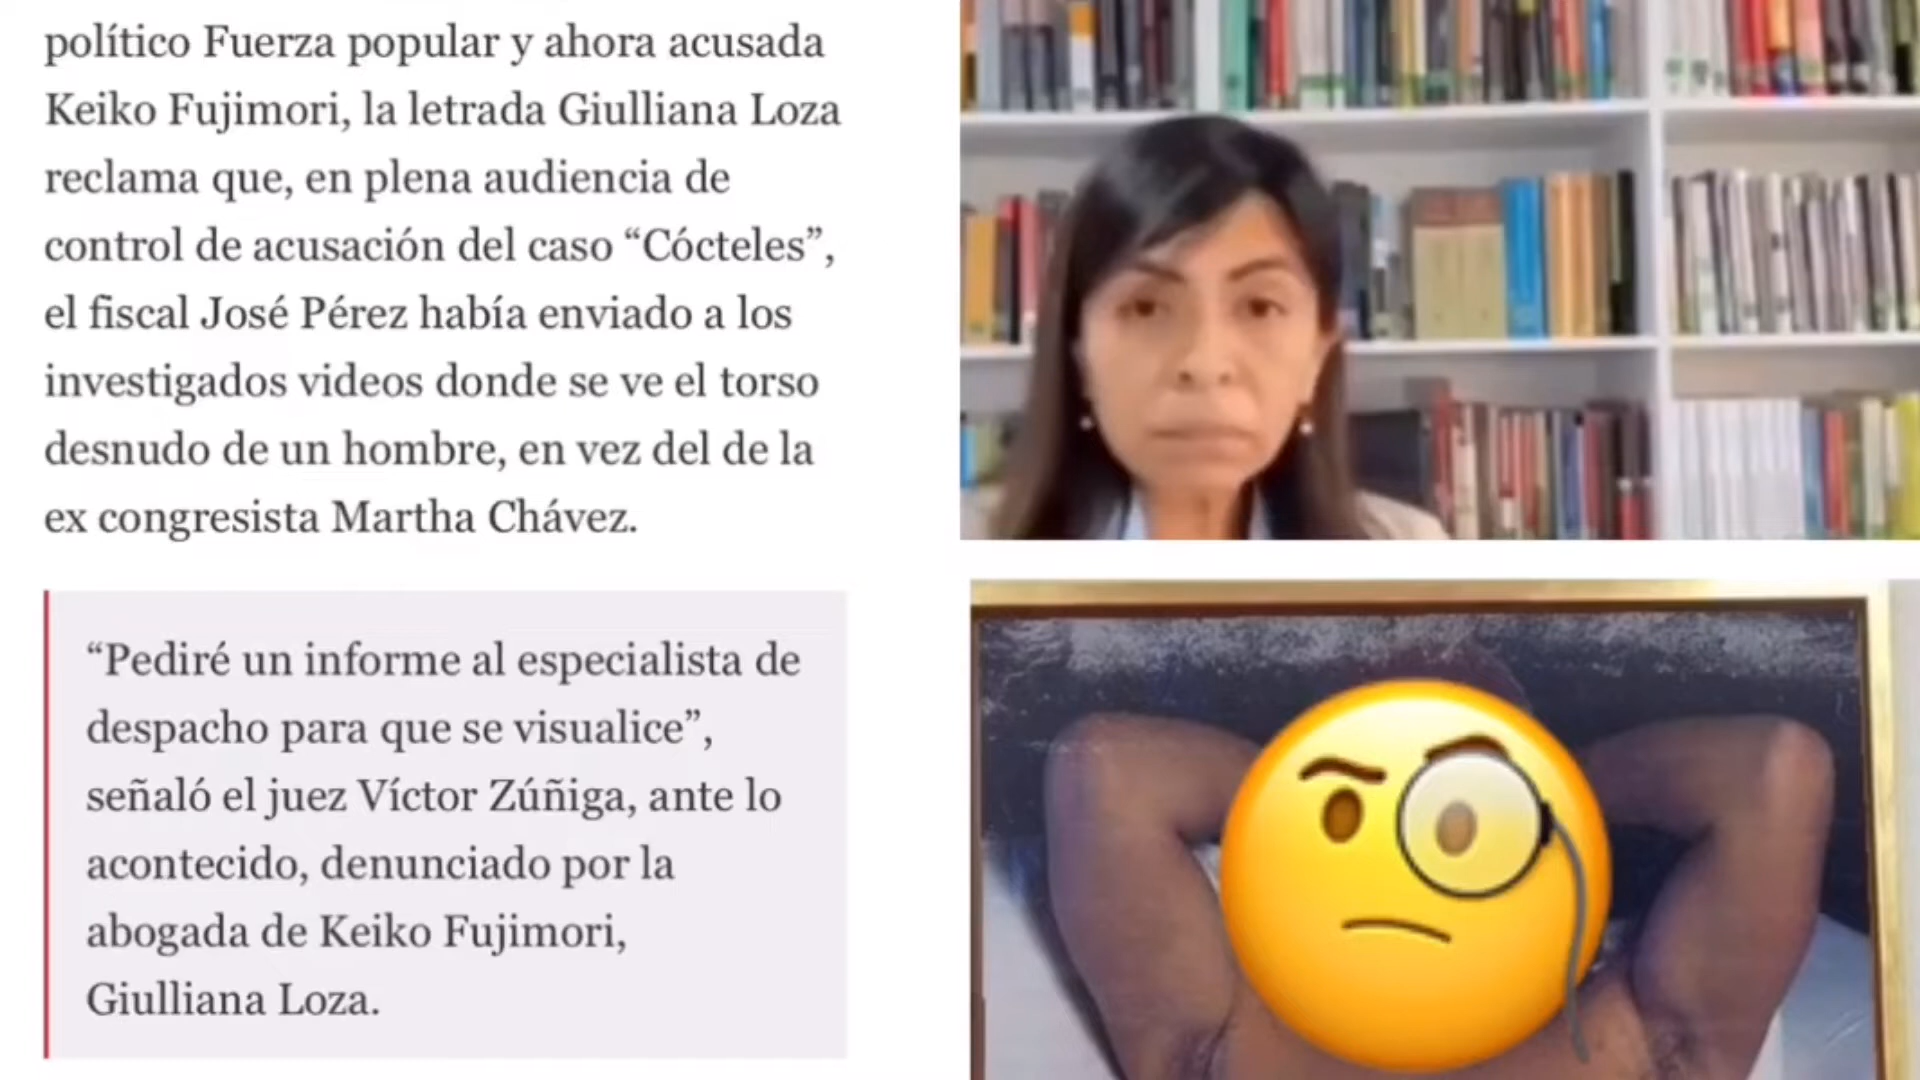 político Fuerza popular y ahora acusada
Keiko Fujimori, la letrada Giulliana Loza
reclama que, en plena audiencia de
control de acusación del caso “Cócteles”,
el fiscal José Pérez había enviado a los
investigados videos donde se ve el torso
desnudo de un hombre, en vez del de la
ex congresista Martha Chávez.
“Pediré un informe al especialista de
despacho para que se visualice”,
señaló el juez Víctor Zúñiga, ante lo
acontecido, denunciado por la
abogada de Keiko Fujimori,
Giulliana Loza.